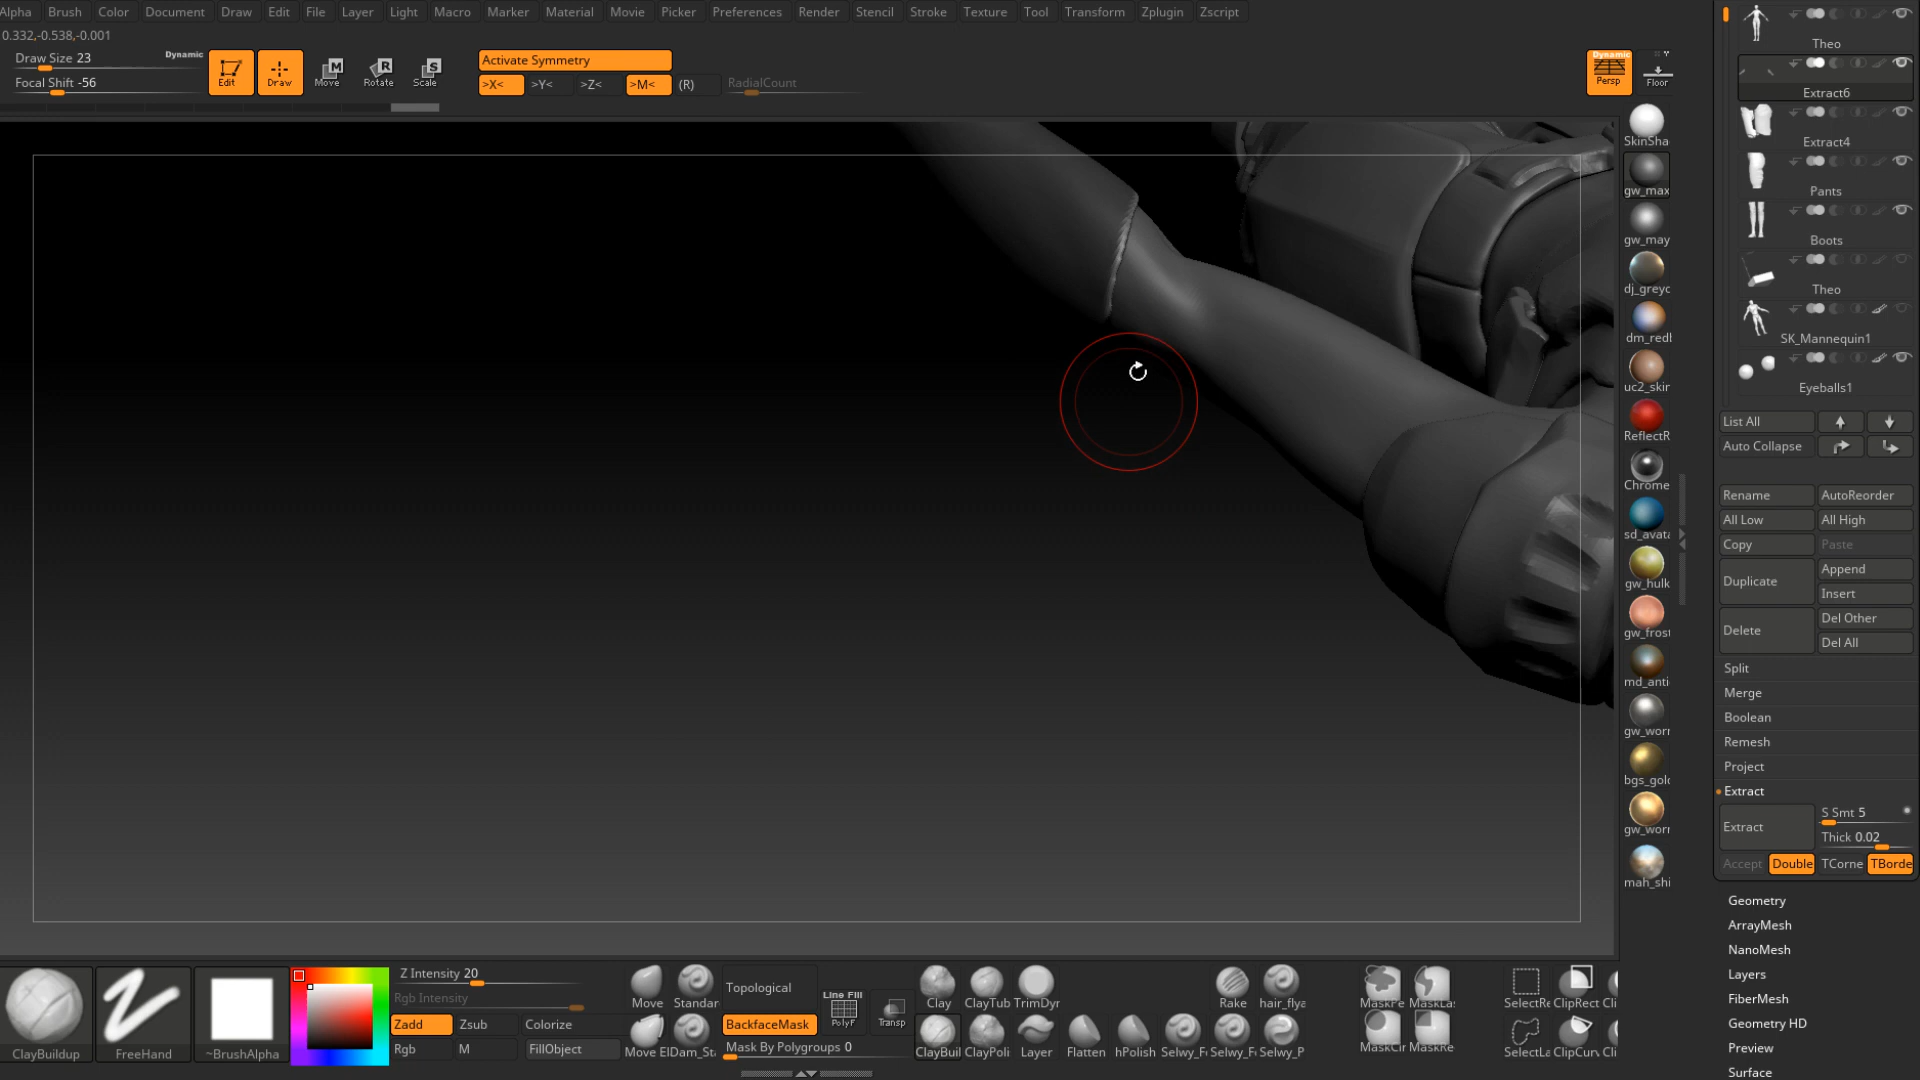 Alpha Brush Color Document Draw Edit File Layer Light Macro Marker Material Movie Picker Preferences Render Stencil Stroke Texture Tool Transform Zplugin Zscript
0.332,-0.538,-0.001
Draw Size 23
Dynamic
Focal Shift -56
Edit
Draw
M
Move
R
Rotate
S
Scale
Activate Symmetry
>X< >Y< >Z< >M< (R) RadialCount
Dynamic
Persp
Floor
SkinSha
gw_max
gw_may
dj_greyc
dm_redl
uc2_skir
ReflectR
Chrome
sd_avata
gw_hulk
gw_frost
md_anti
gw_worr
bgs_gold
gw_worr
mah_shi
Theo
Extract6
Extract4
Pants
Boots
Theo
SK_Mannequin1
Eyeballs1
List All
Auto Collapse
Rename AutoReorder
All Low All High
Copy Paste
Duplicate Append
Insert
Delete Del Other
Del All
Split
Merge
Boolean
Remesh
Project
Extract
Extract
S Smt 5
Thick 0.02
Accept Double TCorne TBorde
Geometry
ArrayMesh
NanoMesh
Layers
FiberMesh
Geometry HD
Preview
Surface
ClayBuildup
FreeHand
~BrushAlpha
Z Intensity 20
Rgb Intensity
Zadd Zsub Colorize
Rgb M FillObject
Move Standar
Move El Dam_St
Topological
BackfaceMask
Mask By Polygroups 0
Line Fill
PolyF
Transp
Clay ClayTub TrimDyr
ClayBuil ClayPoli Layer Flatten hPolish Selwy_F Selwy_F Selwy_P
Rake hair_flya
MaskPe MaskLa
MaskCir MaskRe
SelectRe ClipRect Cli
SelectLa ClipCurv Cli